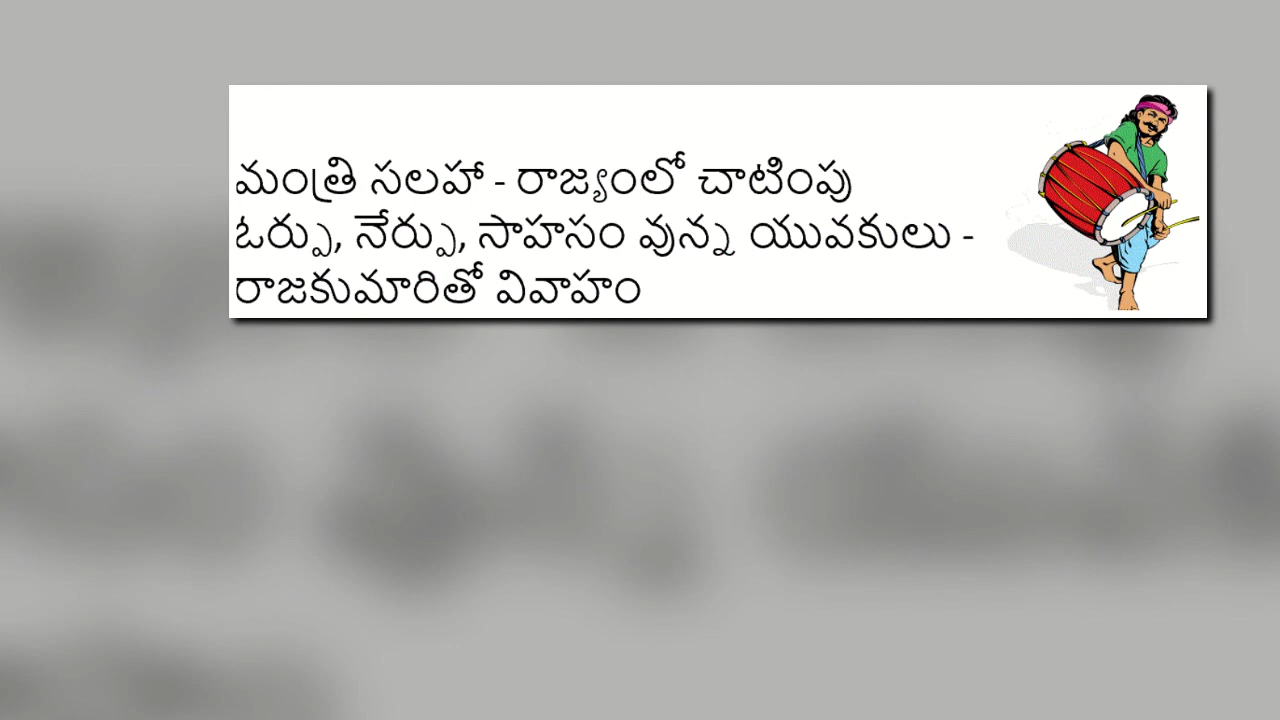 మంత్రి సలహా - రాజ్యంలో చాటింపు
ఓర్పు, నేర్పు, సాహసం వున్న యువకులు -
రాజకుమారితో వివాహం